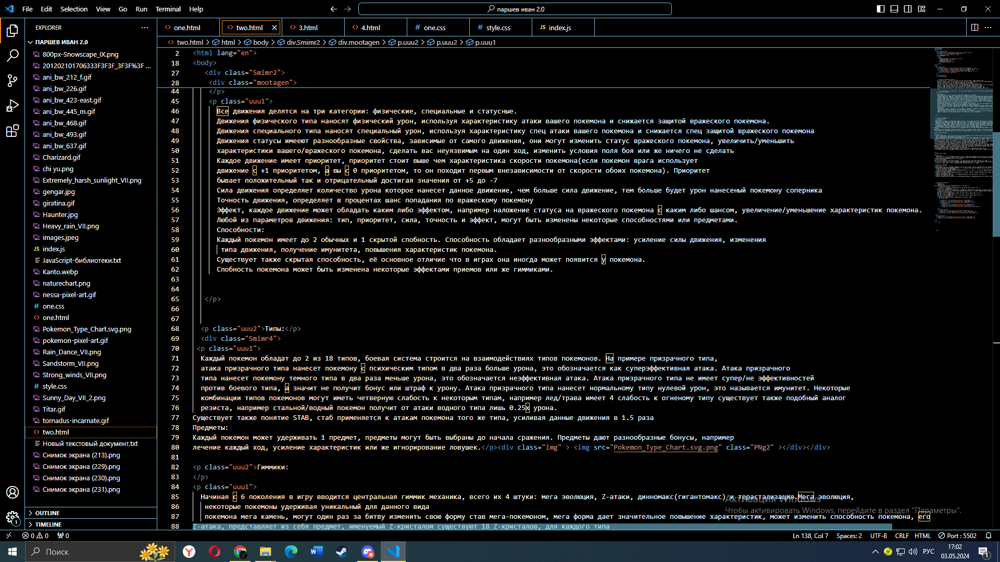 File Edit Selection View Go Run Terminal Help
паршев иван 2.0
EXPLORER
one.html two.html 3.html 4.html one.css style.css index.js
ПАРШЕВ ИВАН 2.0
two.html > html > body > div.Smimr2 > div.mootagen > p.uuu2 > p.uuu2 > p.uuu1
800px-Snowscape_IX.png
201202101706333F3F3F_3F3F%3F ...
ani_bw_212_f.gif
ani_bw_226.gif
ani_bw_423-east.gif
ani_bw_445_m.gif
ani_bw_468.gif
ani_bw_493.gif
ani_bw_637.gif
Charizard.gif
chi yu.png
Extremely_harsh_sunlight_VII.png
gengar.jpg
giratina.gif
Haunter.jpg
Heavy_rain_VII.png
images.jpeg
index.js
JavaScript-библиотеки.txt
Kanto.webp
naturechart.png
nessa-pixel-art.gif
one.css
one.html
Pokemon_Type_Chart.svg.png
pokemon-pixel-art.gif
Rain_Dance_VII.png
Sandstorm_VII.png
Strong_winds_VII.png
style.css
Sunny_Day_VII_2.png
Titar.gif
tornadus-incarnate.gif
two.html
Новый текстовый документ.txt
Снимок экрана (213).png
Снимок экрана (229).png
Снимок экрана (230).png
Снимок экрана (231).png
OUTLINE
TIMELINE
2 <html lang="en">
18 <body>
27 <div class="Smimr2">
28 <div class="mootagen">
44 </p>
45 <p class="uuu1">
46 Все движения делятся на три категории: физические, специальные и статусные.
47 Движения физического типа наносят физический урон, используя характеристику атаки вашего покемона и снижается защитой вражеского покемона.
48 Движения специального типа наносят специальный урон, используя характеристику спец атаки вашего покемона и снижается спец защитой вражеского покемона
49 Движения статусы имеюют разнообразные свойства, зависимые от самого движения, они могут изменить статус вражеского покемона, увеличить/уменьшить
50 характеристики вашего/вражеского покемона, сделать вас неуязвимым на один ход, изменить условия поля боя или же ничего не сделать
51 Каждое движение имеет приоритет, приоритет стоит выше чем характеристика скорости покемона(если покемон врага использует
52 движение с +1 приоритетом, а вы с 0 приоритетом, то он походит первым внезависимости от скорости обоих покемона). Приоритет
53 бывает положительный так и отрицательный достигая значения от +5 до -7
54 Сила движения определяет количество урона которое нанесет данное движение, чем больше сила движение, тем больше будет урон нанесеный покемону соперника
55 Точность движения, определяет в процентах шанс попадания по вражескому покемону
56 Эффект, каждое движение может обладать каким либо эффектом, например наложение статуса на вражеского покемона с каким либо шансом, увеличение/уменьшение характеристик покемона.
57 Любой из параметров движения: тип, приоритет, сила, точность и эффект, могут быть изменены некоторые способностями или предметами.
58 Способности:
59 Каждый покемон имеет до 2 обычных и 1 скрытой спобность. Способность обладает разнообразными эффектами: усиление силы движения, изменения
60 типа движения, получение имунитета, повышения характеристик покемона.
61 Существует также скрытая способность, её основное отличие что в играх она иногда может появится у покемона.
62 Спобность покемона может быть изменена некоторые эффектами приемов или же гиммиками.
63
64
65 </p>
66
67
68 <p class="uuu2">Типы:</p>
69 <div class="Smimr4">
70 <p class="uuu1">
71 Каждый покемон обладат до 2 из 18 типов, боевая система строится на взаимодействиях типов покемонов. На примере призрачного типа,
72 атака призрачного типа нанесет покемону с психическим типом в два раза больше урона, это обозначается как суперэффективная атака. Атака призрачного
73 типа нанесет покемону темного типа в два раза меньше урона, это обозначается неэффективная атака. Атака призрачного типа не имеет супер/не эффективностей
74 против боевого типа, а значит не получит бонус или штраф к урону. Атака призрачного типа нанесет нормальному типу нулевой урон, это называется имунитет. Некоторые
75 комбинации типов покемонов могут иметь четверную слабость к некоторым типам, например лед/трава имеет 4 слабость к огненому типу существует также подобный аналог
76 резиста, например стальной/водный покемон получит от атаки водного типа лишь 0.25х урона.
77 Существует также понятие STAB, стаб применяется к атакам покемона того же типа, усиливая данные движения в 1.5 раза
78 Предметы:
79 Каждый покемон может удерживать 1 предмет, предметы могут быть выбраны до начала сражения. Предметы дают разнообразные бонусы, например
80 лечение каждый ход, усиление характеристик или же игнорирование ловушек.</p><div class="img" > <img src="Pokemon_Type_Chart.svg.png" class="PNg2" ></div></div>
81
82 <p class="uuu2">Гиммики:
83 </p>
84 <p class="uuu1">
85 Начиная с 6 поколения в игру вводится центральная гиммик механика, всего их 4 штуки: мега эволюция, Z-атаки, динномакс(гигантомакс) и терастализация.Мега эволюция,
86 некоторые покемоны удерживая уникальный для данного вида
87 покемона мега камень, могут один раз за битву изменить свою форму став мега-покемоном, мега форма дает значительное повышение характеристик, может изменить способность покемона, его
88 Z-атака, представляет из себя предмет, именуемый Z-кристалом существуют 18 Z-кристалов, для каждого типа
Активация Windows
Чтобы активировать Windows, перейдите в раздел "Параметры".
0 0 0
Ln 138, Col 7 Spaces: 2 UTF-8 CRLF HTML Port : 5502
Поиск
РУС
17:02
03.05.2024